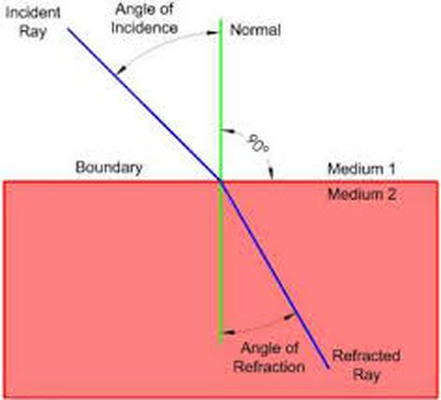 Incident
Ray
Angle of
Incidence
Normal
90°
Boundary
Medium 1
Medium 2
Angle of
Refraction
Refracted
Ray